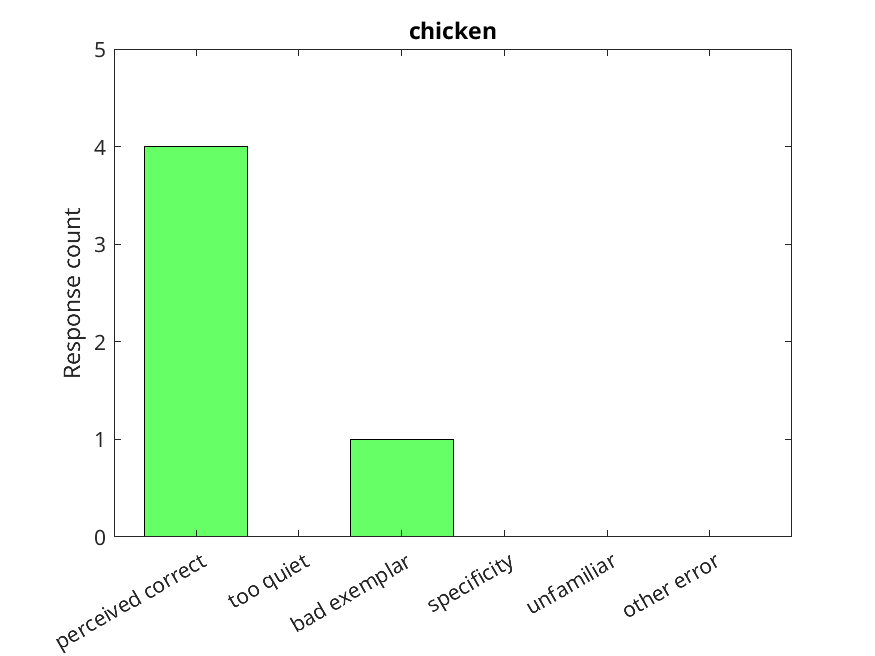 chicken
5
4
3
2
1
0
Response count
perceived correct
too quiet
bad exemplar
specificity
unfamiliar
other error